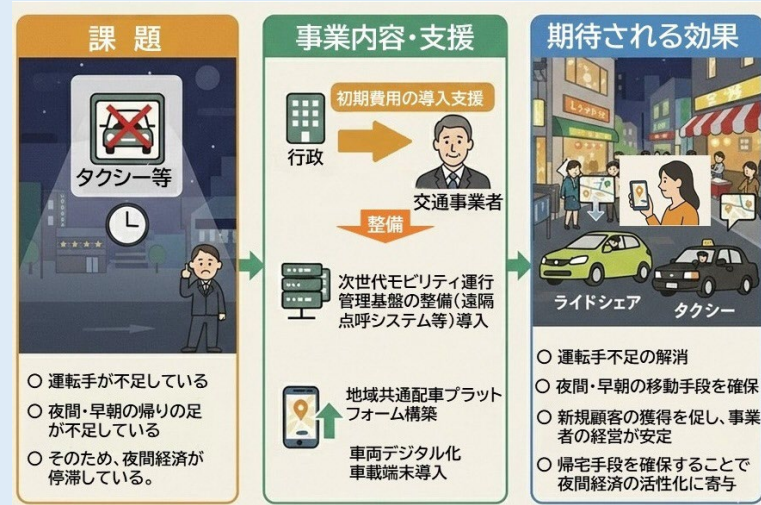 課題
タクシー等
○ 運転手が不足している
○ 夜間・早朝の帰りの足
が不足している
○ そのため、夜間経済が
停滞している。
事業内容・支援
初期費用の導入支援
行政
交通事業者
整備
次世代モビリティ運行
管理基盤の整備(遠隔
点呼システム等)導入
地域共通配車プラット
フォーム構築
車両デジタル化
車載端末導入
期待される効果
ライドシェア
タクシー
○ 運転手不足の解消
○ 夜間・早朝の移動手段を確保
○ 新規顧客の獲得を促し、事業
者の経営が安定
○ 帰宅手段を確保することで
夜間経済の活性化に寄与